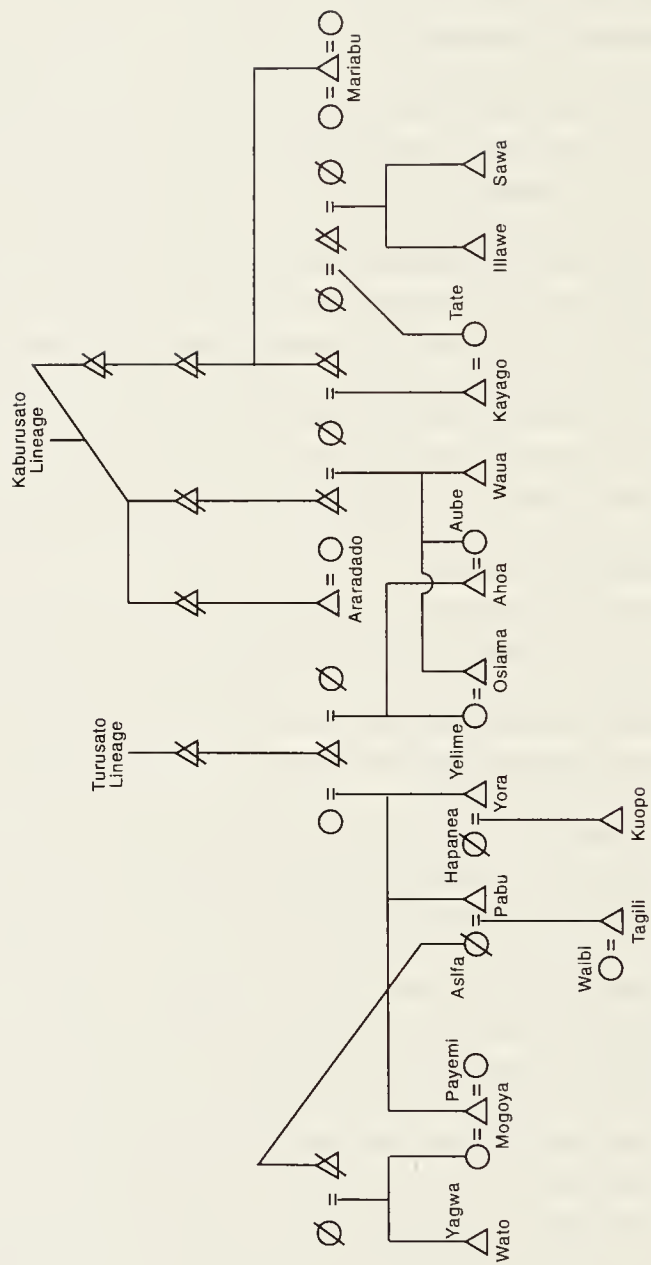 Kaburusato
Lineage
Turusato
Lineage
Araradado
Mariabu
Yagwa
Wato
Payemi
Mogoya
Asifa
Pabu
Hapanea
Yora
Yelime
Osiama
Ahoa
Aube
Waua
Kayago
Tate
Illawe
Sawa
Waibi
Tagili
Kuopo